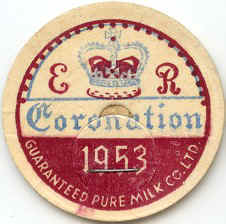 E R
Coronation
1953
GUARANTEED PURE MILK CO. LTD.